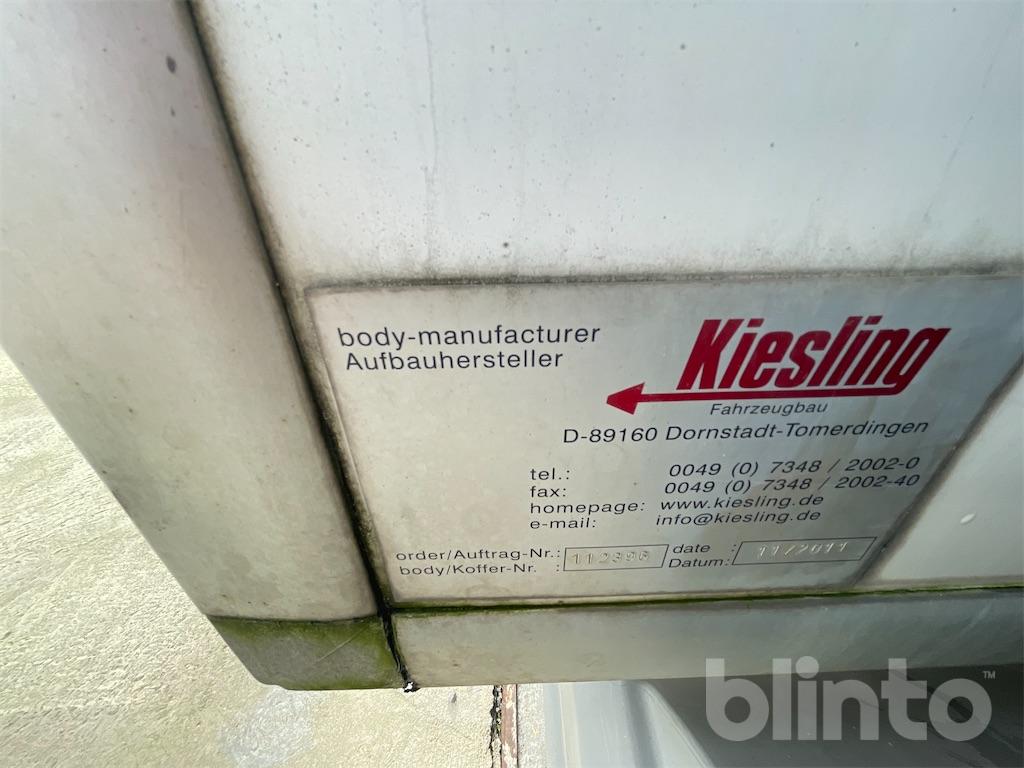 body-manufacturer
Aufbauhersteller
Kiesling
Fahrzeugbau
D-89160 Dornstadt-Tomerdingen
tel.: 0049 (0) 7348 / 2002-0
fax: 0049 (0) 7348 / 2002-40
homepage: www.kiesling.de
e-mail: info@kiesling.de
order/Auftrag-Nr.: 112396 date : 11/2011
body/Koffer-Nr. : Datum:
blinto™